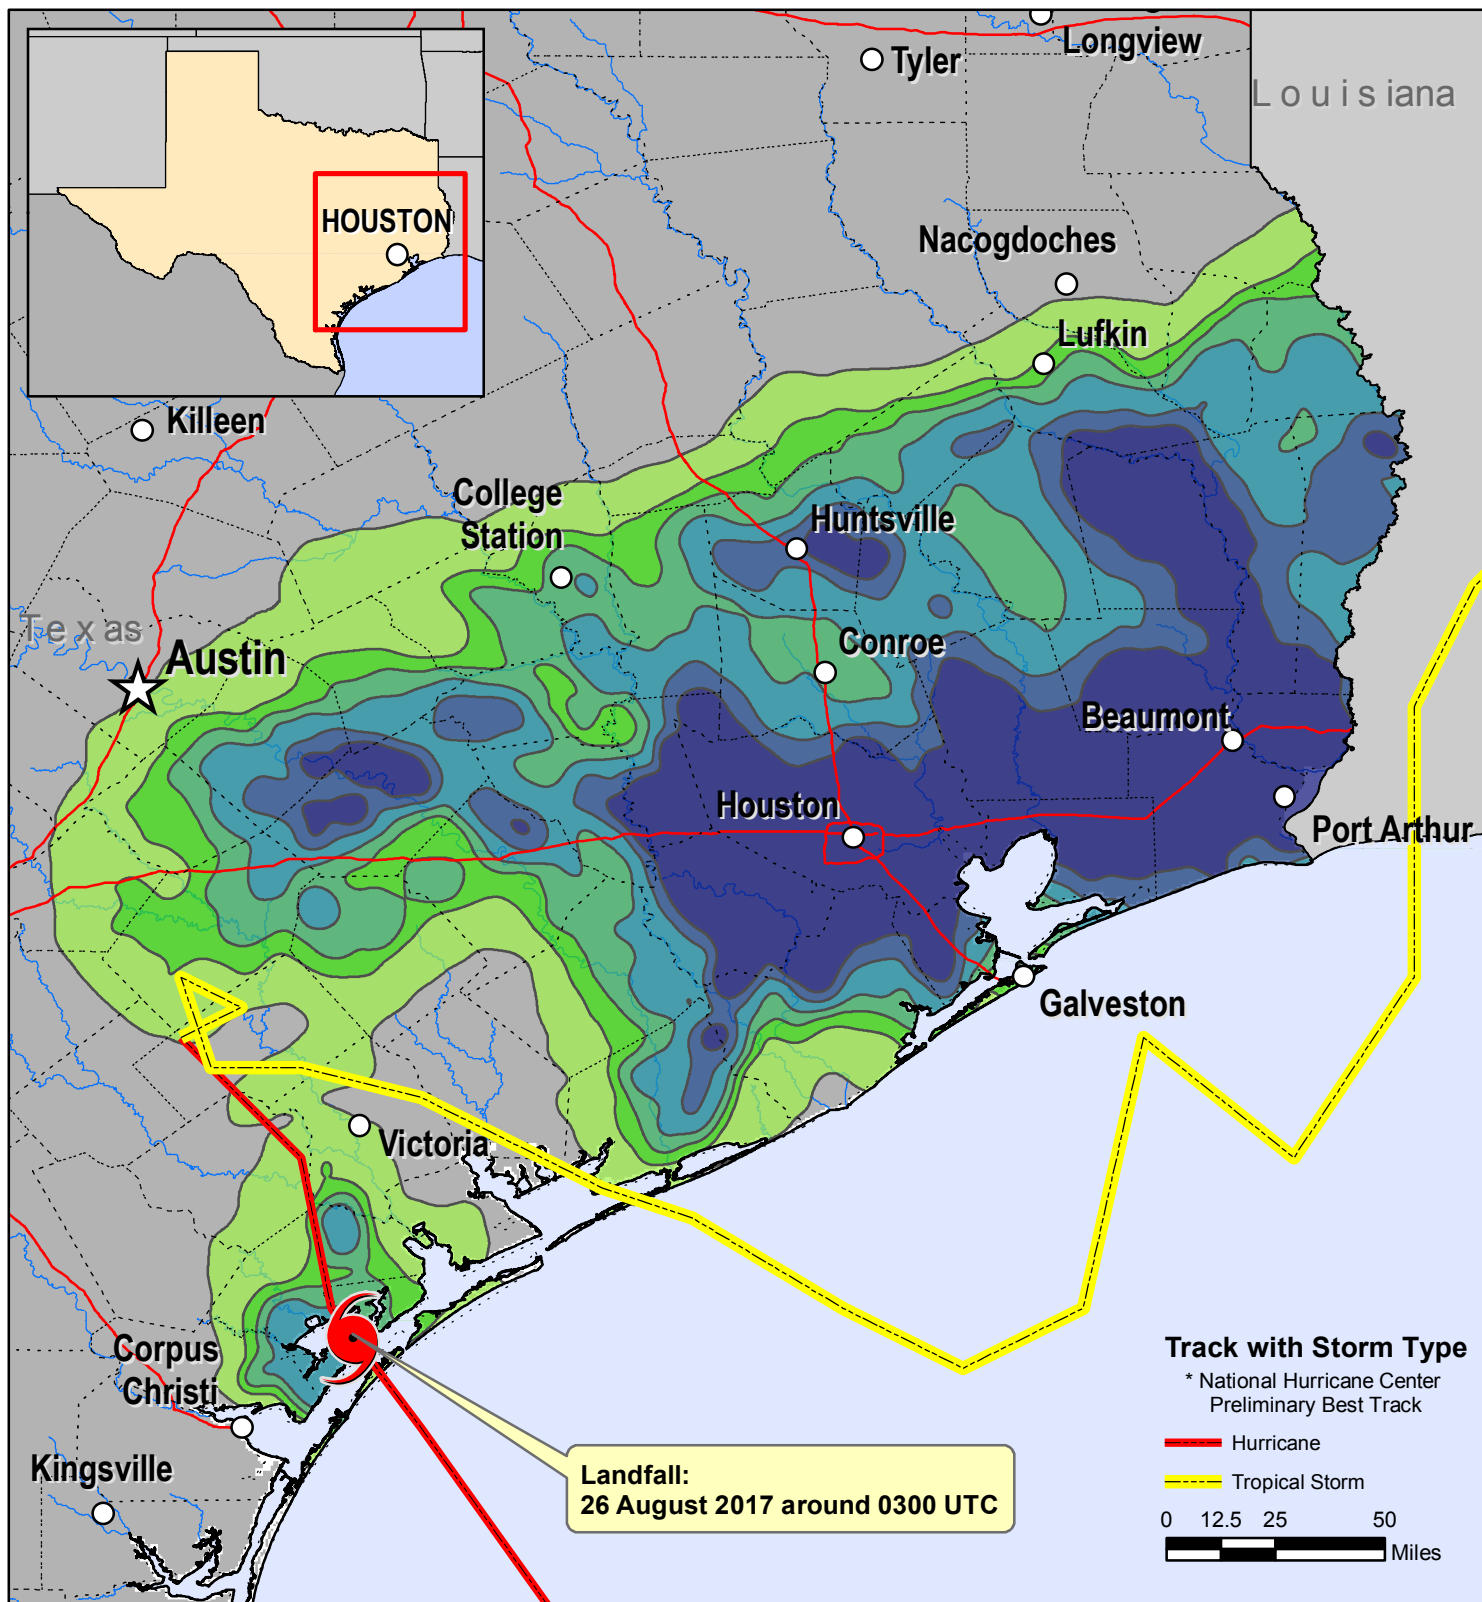 Longview
Tyler
Louisiana
HOUSTON
Nacogdoches
Lufkin
Killeen
College
Station
Huntsville
Texas
Austin
Conroe
Beaumont
Houston
Port Arthur
Galveston
Victoria
Corpus
Christi
Kingsville
Landfall:
26 August 2017 around 0300 UTC
Track with Storm Type
* National Hurricane Center
Preliminary Best Track
Hurricane
Tropical Storm
0 12.5 25 50
Miles